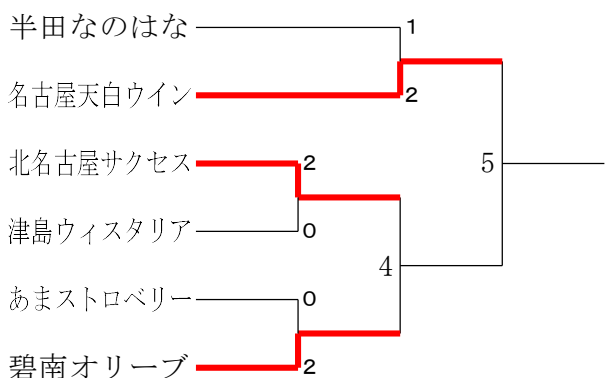 半田なのはな 1
名古屋天白ウイン 2
5
北名古屋サクセス 2
津島ウィスタリア 0
4
あまストロベリー 0
碧南オリーブ 2